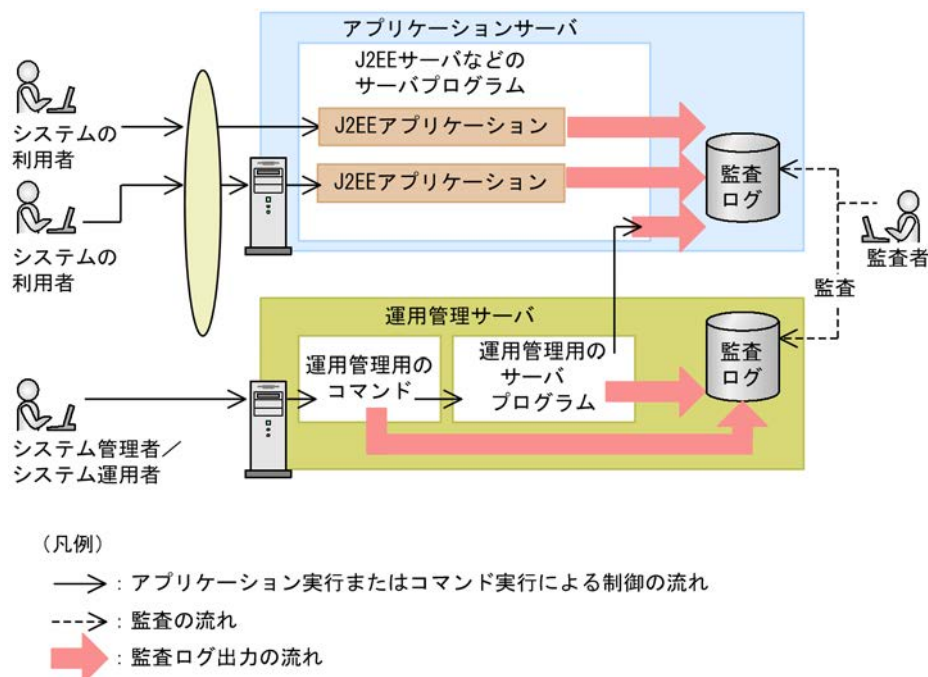 アプリケーションサーバ
J2EEサーバなどの
サーバプログラム
システムの
利用者
J2EEアプリケーション
J2EEアプリケーション
監査
ログ
システムの
利用者
監査者
監査
運用管理サーバ
運用管理用の
コマンド
運用管理用の
サーバ
プログラム
監査
ログ
システム管理者／
システム運用者
（凡例）
：アプリケーション実行またはコマンド実行による制御の流れ
：監査の流れ
：監査ログ出力の流れ